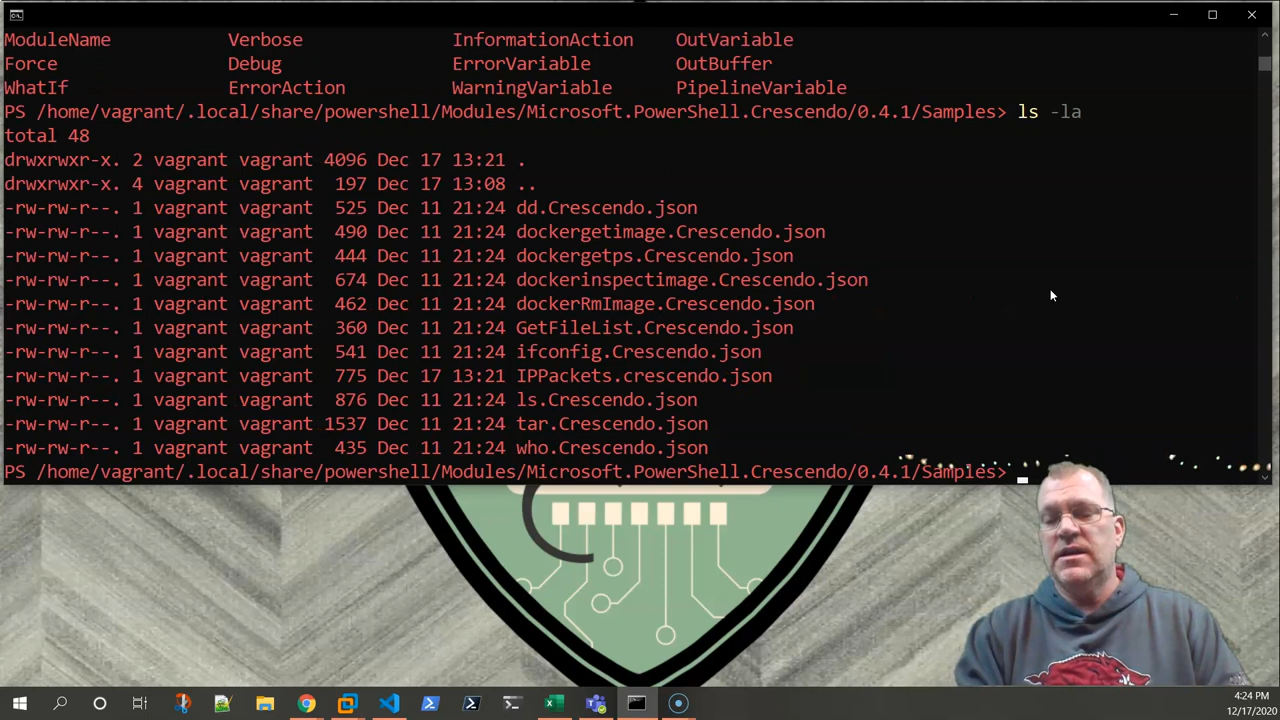 ModuleName Verbose InformationAction OutVariable
Force Debug ErrorVariable OutBuffer
WhatIf ErrorAction WarningVariable PipelineVariable
PS /home/vagrant/.local/share/powershell/Modules/Microsoft.PowerShell.Crescendo/0.4.1/Samples> ls -la
total 48
drwxrwxr-x. 2 vagrant vagrant 4096 Dec 17 13:21 .
drwxrwxr-x. 4 vagrant vagrant 197 Dec 17 13:08 ..
-rw-rw-r--. 1 vagrant vagrant 525 Dec 11 21:24 dd.Crescendo.json
-rw-rw-r--. 1 vagrant vagrant 490 Dec 11 21:24 dockergetimage.Crescendo.json
-rw-rw-r--. 1 vagrant vagrant 444 Dec 11 21:24 dockergetps.Crescendo.json
-rw-rw-r--. 1 vagrant vagrant 674 Dec 11 21:24 dockerinspectimage.Crescendo.json
-rw-rw-r--. 1 vagrant vagrant 462 Dec 11 21:24 dockerRmImage.Crescendo.json
-rw-rw-r--. 1 vagrant vagrant 360 Dec 11 21:24 GetFileList.Crescendo.json
-rw-rw-r--. 1 vagrant vagrant 541 Dec 11 21:24 ifconfig.Crescendo.json
-rw-rw-r--. 1 vagrant vagrant 775 Dec 17 13:21 IPPackets.crescendo.json
-rw-rw-r--. 1 vagrant vagrant 876 Dec 11 21:24 ls.Crescendo.json
-rw-rw-r--. 1 vagrant vagrant 1537 Dec 11 21:24 tar.Crescendo.json
-rw-rw-r--. 1 vagrant vagrant 435 Dec 11 21:24 who.Crescendo.json
PS /home/vagrant/.local/share/powershell/Modules/Microsoft.PowerShell.Crescendo/0.4.1/Samples>
4:24 PM
12/17/2020